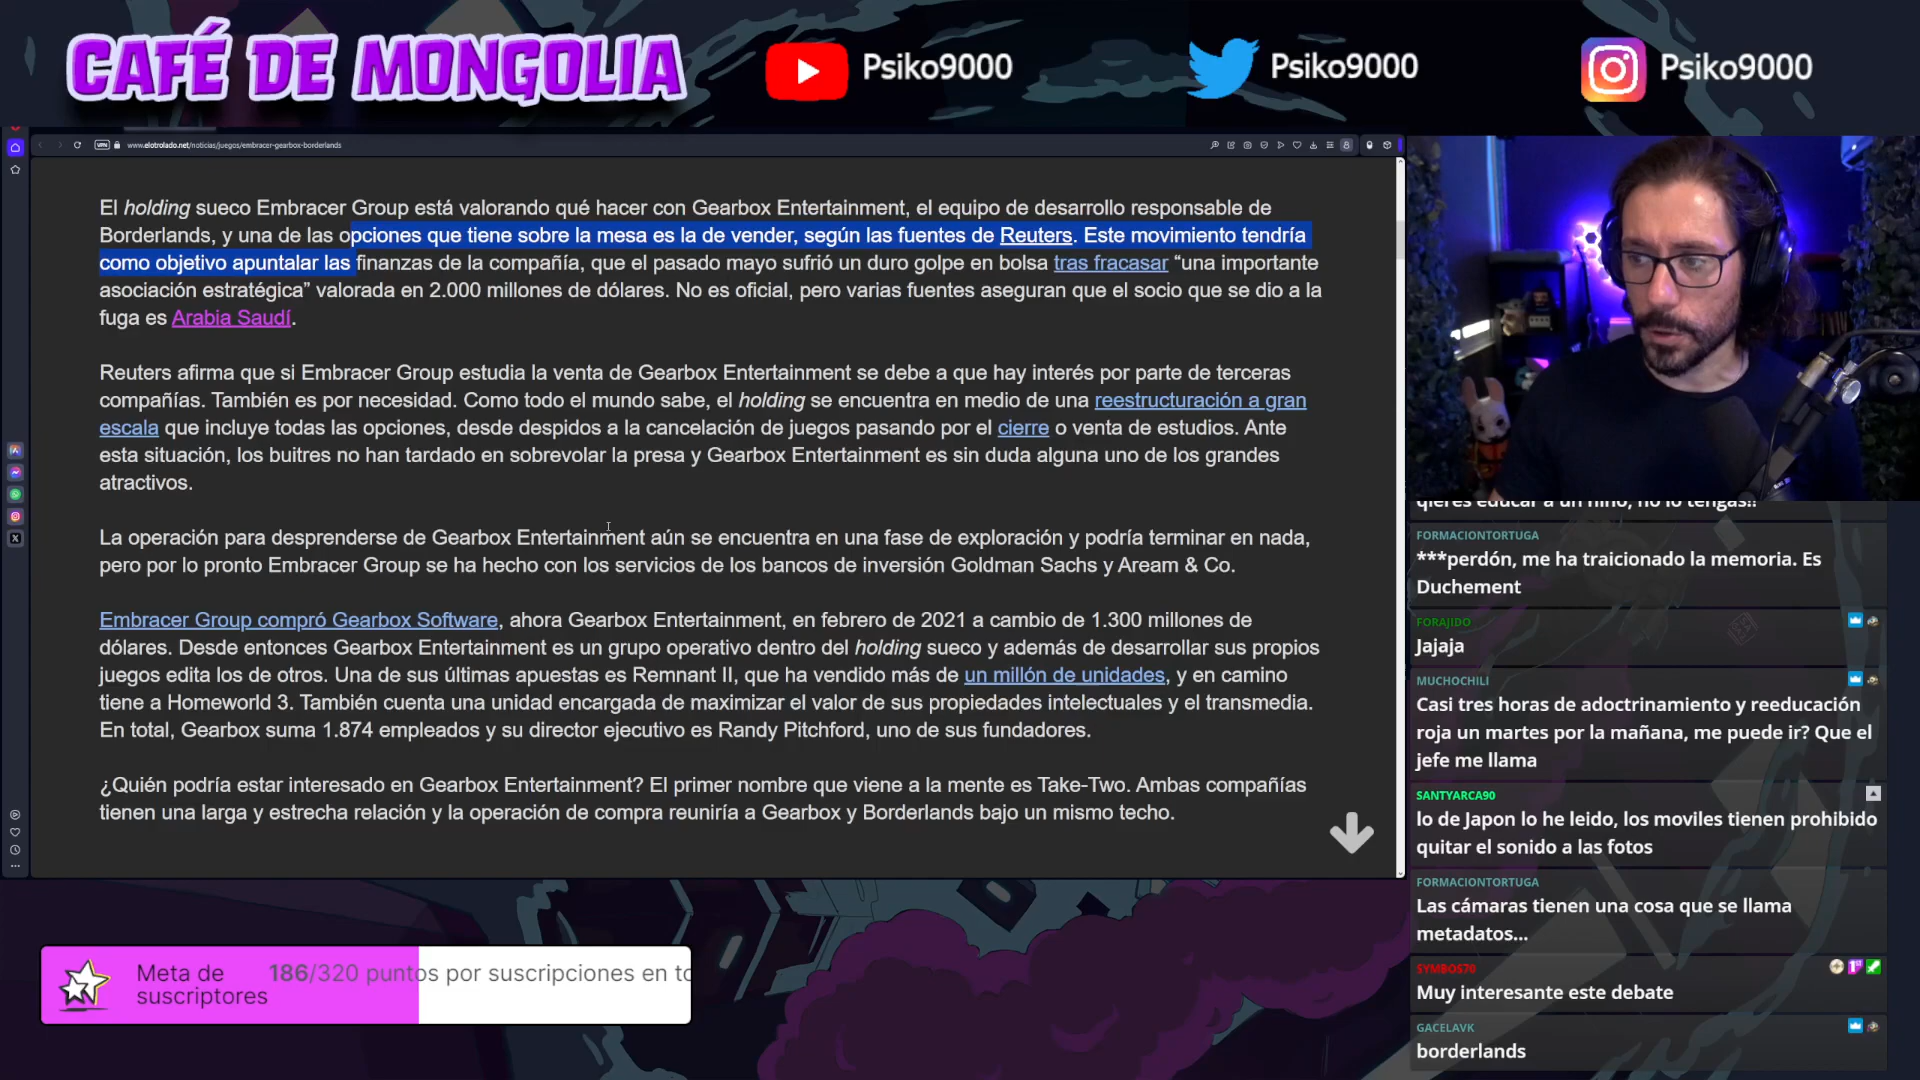 CAFÉ DE MONGOLIA
Psiko9000
Psiko9000
Psiko9000
VPN
www.elotrolado.net/noticias/juegos/embracer-gearbox-borderlands
El holding sueco Embracer Group está valorando qué hacer con Gearbox Entertainment, el equipo de desarrollo responsable de
Borderlands, y una de las opciones que tiene sobre la mesa es la de vender, según las fuentes de Reuters. Este movimiento tendría
como objetivo apuntalar las finanzas de la compañía, que el pasado mayo sufrió un duro golpe en bolsa tras fracasar “una importante
asociación estratégica” valorada en 2.000 millones de dólares. No es oficial, pero varias fuentes aseguran que el socio que se dio a la
fuga es Arabia Saudí.
Reuters afirma que si Embracer Group estudia la venta de Gearbox Entertainment se debe a que hay interés por parte de terceras
compañías. También es por necesidad. Como todo el mundo sabe, el holding se encuentra en medio de una reestructuración a gran
escala que incluye todas las opciones, desde despidos a la cancelación de juegos pasando por el cierre o venta de estudios. Ante
esta situación, los buitres no han tardado en sobrevolar la presa y Gearbox Entertainment es sin duda alguna uno de los grandes
atractivos.
La operación para desprenderse de Gearbox Entertainment aún se encuentra en una fase de exploración y podría terminar en nada,
pero por lo pronto Embracer Group se ha hecho con los servicios de los bancos de inversión Goldman Sachs y Aream & Co.
Embracer Group compró Gearbox Software, ahora Gearbox Entertainment, en febrero de 2021 a cambio de 1.300 millones de
dólares. Desde entonces Gearbox Entertainment es un grupo operativo dentro del holding sueco y además de desarrollar sus propios
juegos edita los de otros. Una de sus últimas apuestas es Remnant II, que ha vendido más de un millón de unidades, y en camino
tiene a Homeworld 3. También cuenta una unidad encargada de maximizar el valor de sus propiedades intelectuales y el transmedia.
En total, Gearbox suma 1.874 empleados y su director ejecutivo es Randy Pitchford, uno de sus fundadores.
¿Quién podría estar interesado en Gearbox Entertainment? El primer nombre que viene a la mente es Take-Two. Ambas compañías
tienen una larga y estrecha relación y la operación de compra reuniría a Gearbox y Borderlands bajo un mismo techo.
quieres educar a un niño, no lo tengas!!
FORMACIONTORTUGA
***perdón, me ha traicionado la memoria. Es
Duchement
FORAJIDO
Jajaja
MUCHOCHILI
Casi tres horas de adoctrinamiento y reeducación
roja un martes por la mañana, me puede ir? Que el
jefe me llama
SANTYARCA90
lo de Japon lo he leido, los moviles tienen prohibido
quitar el sonido a las fotos
FORMACIONTORTUGA
Las cámaras tienen una cosa que se llama
metadatos...
SYMBOS70
Muy interesante este debate
GACELAVK
borderlands
Meta de
suscriptores
186/320 puntos por suscripciones en to